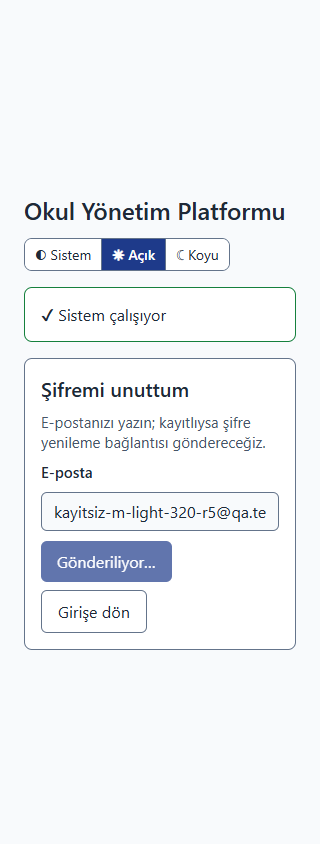 Okul Yönetim Platformu
◐ Sistem ❋ Açık ☾ Koyu
✓ Sistem çalışıyor
Şifremi unuttum
E-postanızı yazın; kayıtlıysa şifre
yenileme bağlantısı göndereceğiz.
E-posta
kayitsiz-m-light-320-r5@qa.te
Gönderiliyor...
Girişe dön